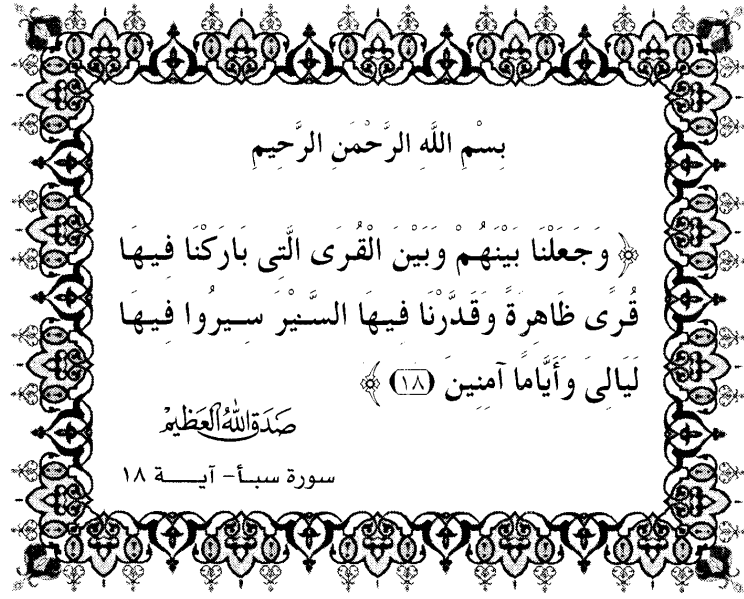 بِسْمِ اللَّهِ الرَّحْمَنِ الرَّحِيمِ
﴿ وَجَعَلْنَا بَيْنَهُمْ وَبَيْنَ الْقُرَى الَّتِى بَارَكْنَا فِيهَا
قُرًى ظَاهِرَةً وَقَدَّرْنَا فِيهَا السَّيْرَ سِيرُوا فِيهَا
لَيَالِىَ وَأَيَّامًا آمِنِينَ (١٨) ﴾
صَدَقَ اللهُ العَظِيمْ
سورة سبأ - آيـــة ١٨